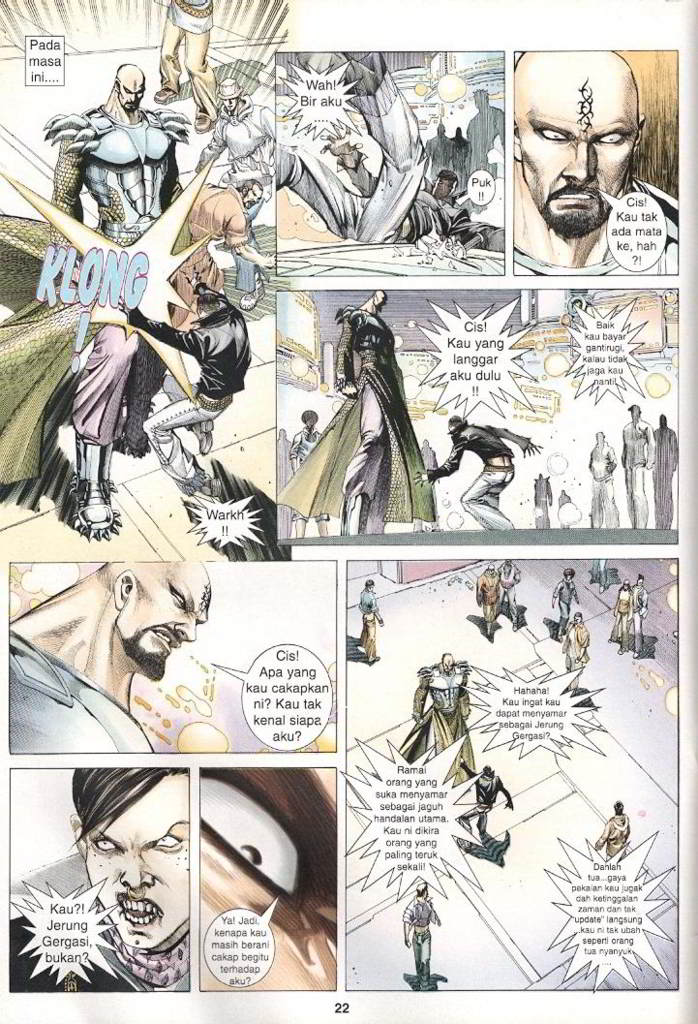 Pada
masa
ini....
KLONG
!
Warkh
!!
Wah!
Bir aku
....
Puk
!!
Cis!
Kau tak
ada mata
ke, hah
?!
Cis!
Kau yang
langgar
aku dulu
!!
Baik
kau bayar
gantirugi,
kalau tidak
jaga kau
nanti!
Cis!
Apa yang
kau cakapkan
ni? Kau tak
kenal siapa
aku?
Kau?!
Jerung
Gergasi,
bukan?
Ya! Jadi,
kenapa kau
masih berani
cakap begitu
terhadap
aku?
Hahaha!
Kau ingat kau
dapat menyamar
sebagai Jerung
Gergasi?
Ramai
orang yang
suka menyamar
sebagai jaguh
handalan utama.
Kau ni dikira
orang yang
paling teruk
sekali!
Dahlah
tua...gaya
pakaian kau jugak
dah ketinggalan
zaman dan tak
"update" langsung
...kau ni tak ubah
seperti orang
tua nyanyuk
....
22